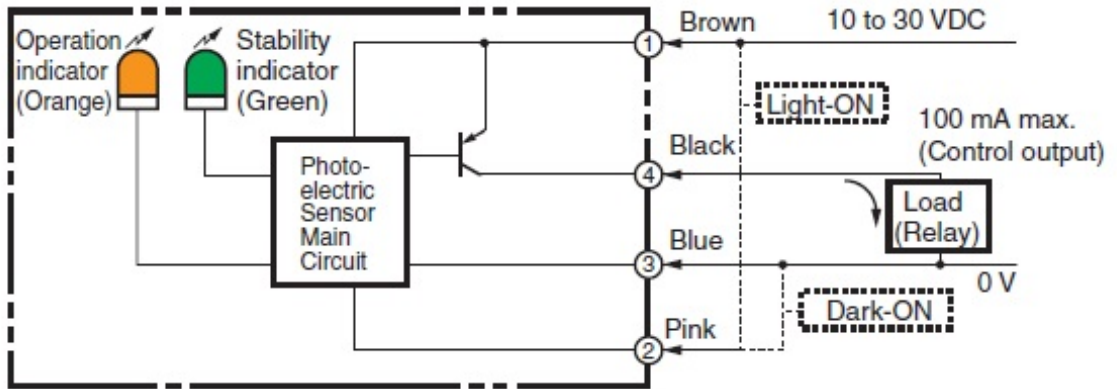 Operation
indicator
(Orange)
Stability
indicator
(Green)
Photo-
electric
Sensor
Main
Circuit
1
Brown
10 to 30 VDC
Light-ON
100 mA max.
(Control output)
Black
4
Load
(Relay)
Blue
3
0 V
Dark-ON
Pink
2